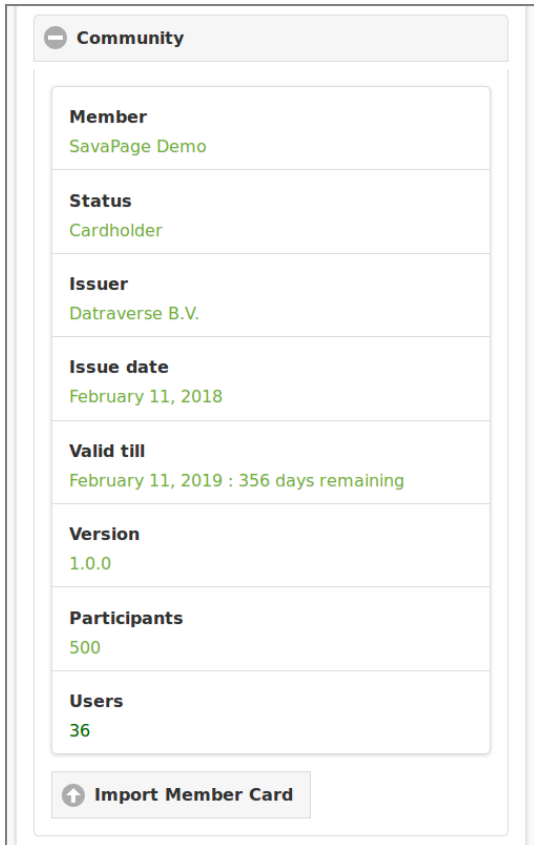 Community
Member
SavaPage Demo
Status
Cardholder
Issuer
Datraverse B.V.
Issue date
February 11, 2018
Valid till
February 11, 2019 : 356 days remaining
Version
1.0.0
Participants
500
Users
36
Import Member Card